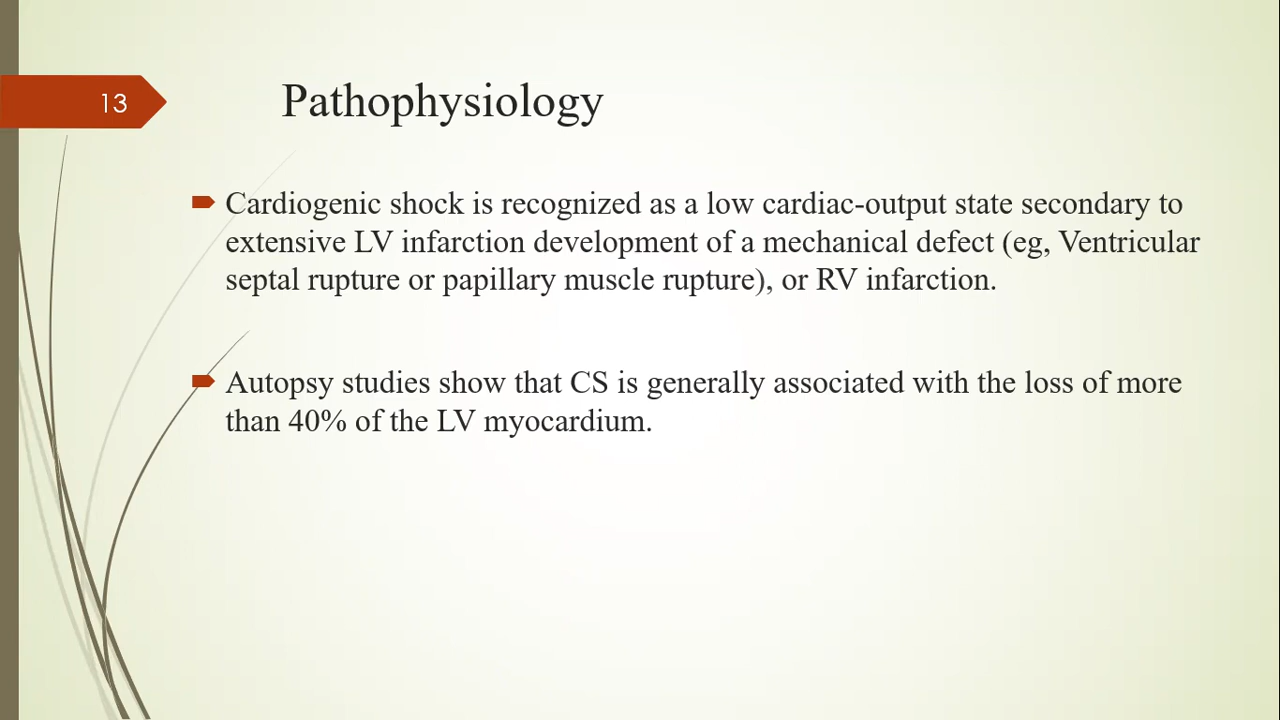 13
Pathophysiology
Cardiogenic shock is recognized as a low cardiac-output state secondary to
extensive LV infarction development of a mechanical defect (eg, Ventricular
septal rupture or papillary muscle rupture), or RV infarction.
Autopsy studies show that CS is generally associated with the loss of more
than 40% of the LV myocardium.